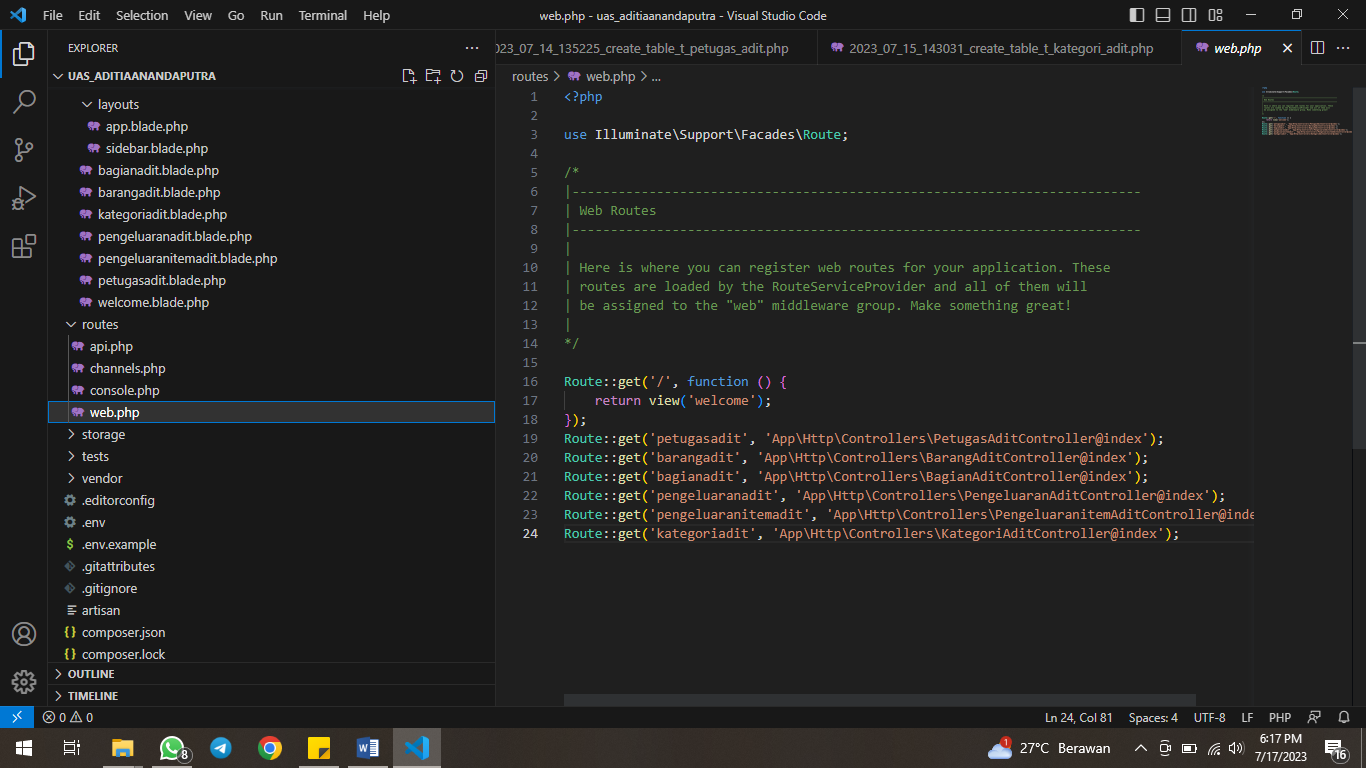 File Edit Selection View Go Run Terminal Help
web.php - uas_aditiaanandaputra - Visual Studio Code
EXPLORER
UAS_ADITIAANANDAPUTRA
layouts
app.blade.php
sidebar.blade.php
bagianadit.blade.php
barangadit.blade.php
kategoriadit.blade.php
pengeluaranadit.blade.php
pengeluaranitemadit.blade.php
petugasadit.blade.php
welcome.blade.php
routes
api.php
channels.php
console.php
web.php
storage
tests
vendor
.editorconfig
.env
.env.example
.gitattributes
.gitignore
artisan
composer.json
composer.lock
OUTLINE
TIMELINE
023_07_14_135225_create_table_t_petugas_adit.php
2023_07_15_143031_create_table_t_kategori_adit.php
web.php
routes > web.php > ...
1 <?php
2
3 use Illuminate\Support\Facades\Route;
4
5 /*
6 |--------------------------------------------------------------------------
7 | Web Routes
8 |--------------------------------------------------------------------------
9 |
10 | Here is where you can register web routes for your application. These
11 | routes are loaded by the RouteServiceProvider and all of them will
12 | be assigned to the "web" middleware group. Make something great!
13 |
14 */
15
16 Route::get('/', function () {
17 return view('welcome');
18 });
19 Route::get('petugasadit', 'App\Http\Controllers\PetugasAditController@index');
20 Route::get('barangadit', 'App\Http\Controllers\BarangAditController@index');
21 Route::get('bagianadit', 'App\Http\Controllers\BagianAditController@index');
22 Route::get('pengeluaranadit', 'App\Http\Controllers\PengeluaranAditController@index');
23 Route::get('pengeluaranitemadit', 'App\Http\Controllers\PengeluaranitemAditController@inde
24 Route::get('kategoriadit', 'App\Http\Controllers\KategoriAditController@index');
0 0
Ln 24, Col 81 Spaces: 4 UTF-8 LF PHP
8
1
27°C Berawan
6:17 PM
7/17/2023
16